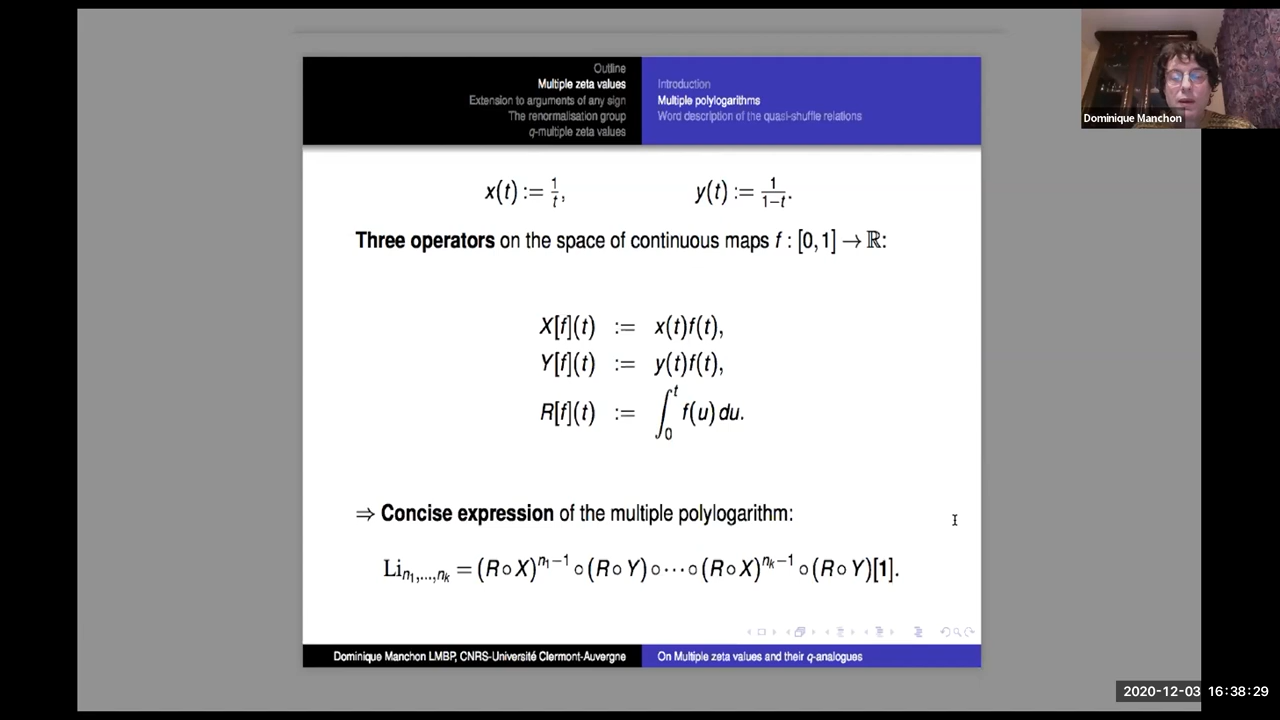 Outline
Multiple zeta values
Extension to arguments of any sign
The renormalisation group
q-multiple zeta values
Introduction
Multiple polylogarithms
Word description of the quasi-shuffle relations
Dominique Manchon
x(t) := 1/t, y(t) := 1/(1−t).
Three operators on the space of continuous maps f : [0,1] → ℝ:
X[f](t) := x(t)f(t),
Y[f](t) := y(t)f(t),
R[f](t) := ∫₀ᵗ f(u) du.
⇒ Concise expression of the multiple polylogarithm:
Li_{n₁,...,n_k} = (R∘X)^{n₁−1} ∘ (R∘Y) ∘ ⋯ ∘ (R∘X)^{n_k−1} ∘ (R∘Y)[1].
Dominique Manchon LMBP, CNRS-Université Clermont-Auvergne
On Multiple zeta values and their q-analogues
2020-12-03 16:38:29